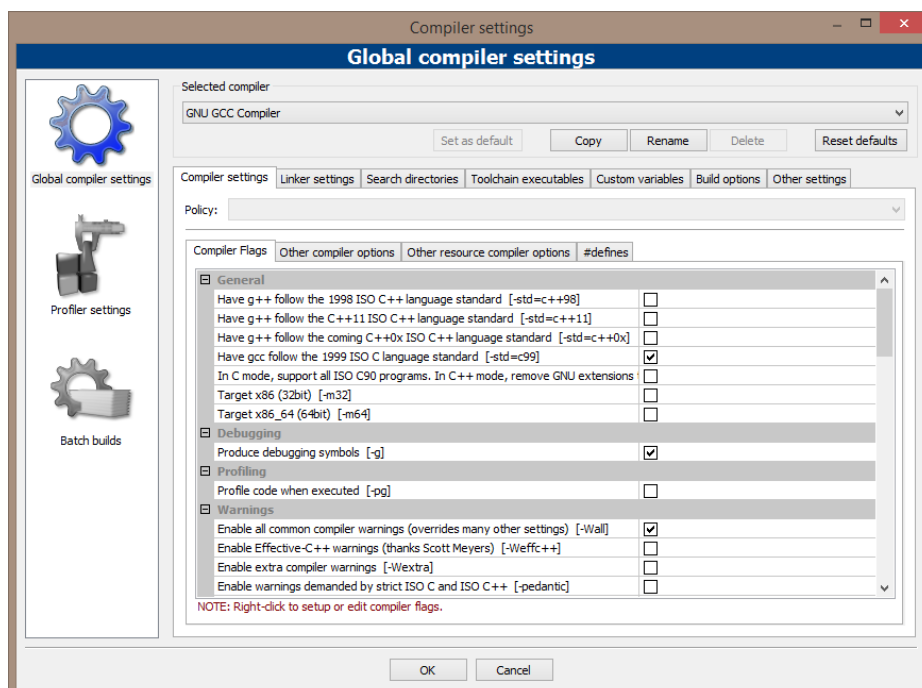 Compiler settings
Global compiler settings
Global compiler settings
Profiler settings
Batch builds
Selected compiler
GNU GCC Compiler
Set as default Copy Rename Delete Reset defaults
Compiler settings Linker settings Search directories Toolchain executables Custom variables Build options Other settings
Policy:
Compiler Flags Other compiler options Other resource compiler options #defines
General
Have g++ follow the 1998 ISO C++ language standard [-std=c++98]
Have g++ follow the C++11 ISO C++ language standard [-std=c++11]
Have g++ follow the coming C++0x ISO C++ language standard [-std=c++0x]
Have gcc follow the 1999 ISO C language standard [-std=c99]
In C mode, support all ISO C90 programs. In C++ mode, remove GNU extensions
Target x86 (32bit) [-m32]
Target x86_64 (64bit) [-m64]
Debugging
Produce debugging symbols [-g]
Profiling
Profile code when executed [-pg]
Warnings
Enable all common compiler warnings (overrides many other settings) [-Wall]
Enable Effective-C++ warnings (thanks Scott Meyers) [-Weffc++]
Enable extra compiler warnings [-Wextra]
Enable warnings demanded by strict ISO C and ISO C++ [-pedantic]
NOTE: Right-click to setup or edit compiler flags.
OK Cancel